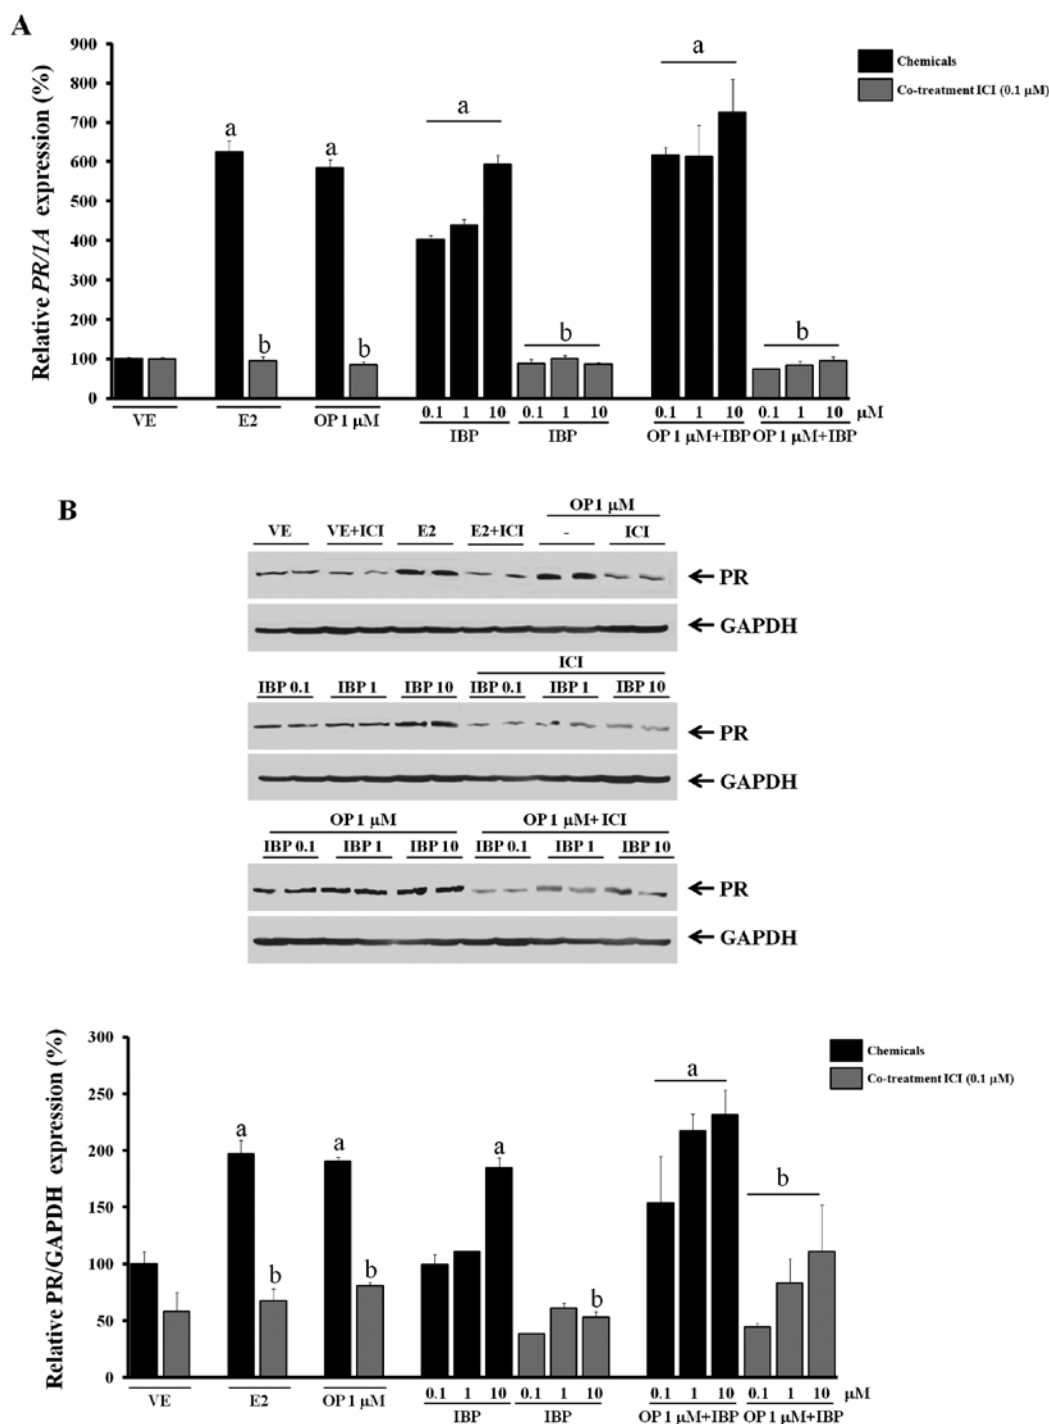 A
Relative PR/1A expression (%)
900
800
700
600
500
400
300
200
100
0
a
a
a
a
b
b
b
b
Chemicals
Co-treatment ICI (0.1 μM)
0.1 1 10 0.1 1 10 0.1 1 10 0.1 1 10 μM
VE E2 OP 1 μM IBP IBP OP 1 μM+IBP OP 1 μM+IBP
B
OP 1 μM
VE VE+ICI E2 E2+ICI - ICI
PR
GAPDH
ICI
IBP 0.1 IBP 1 IBP 10 IBP 0.1 IBP 1 IBP 10
PR
GAPDH
OP 1 μM OP 1 μM+ ICI
IBP 0.1 IBP 1 IBP 10 IBP 0.1 IBP 1 IBP 10
PR
GAPDH
Relative PR/GAPDH expression (%)
300
250
200
150
100
50
0
a
a
a
a
b
b
b
b
Chemicals
Co-treatment ICI (0.1 μM)
0.1 1 10 0.1 1 10 0.1 1 10 0.1 1 10 μM
VE E2 OP 1 μM IBP IBP OP 1 μM+IBP OP 1 μM+IBP